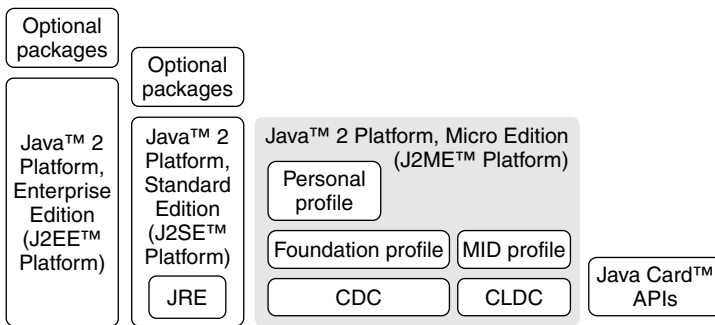 Optional
packages
Java™ 2
Platform,
Enterprise
Edition
(J2EE™
Platform)
Optional
packages
Java™ 2
Platform,
Standard
Edition
(J2SE™
Platform)
JRE
Java™ 2 Platform, Micro Edition
(J2ME™ Platform)
Personal
profile
Foundation profile
MID profile
CDC
CLDC
Java Card™
APIs